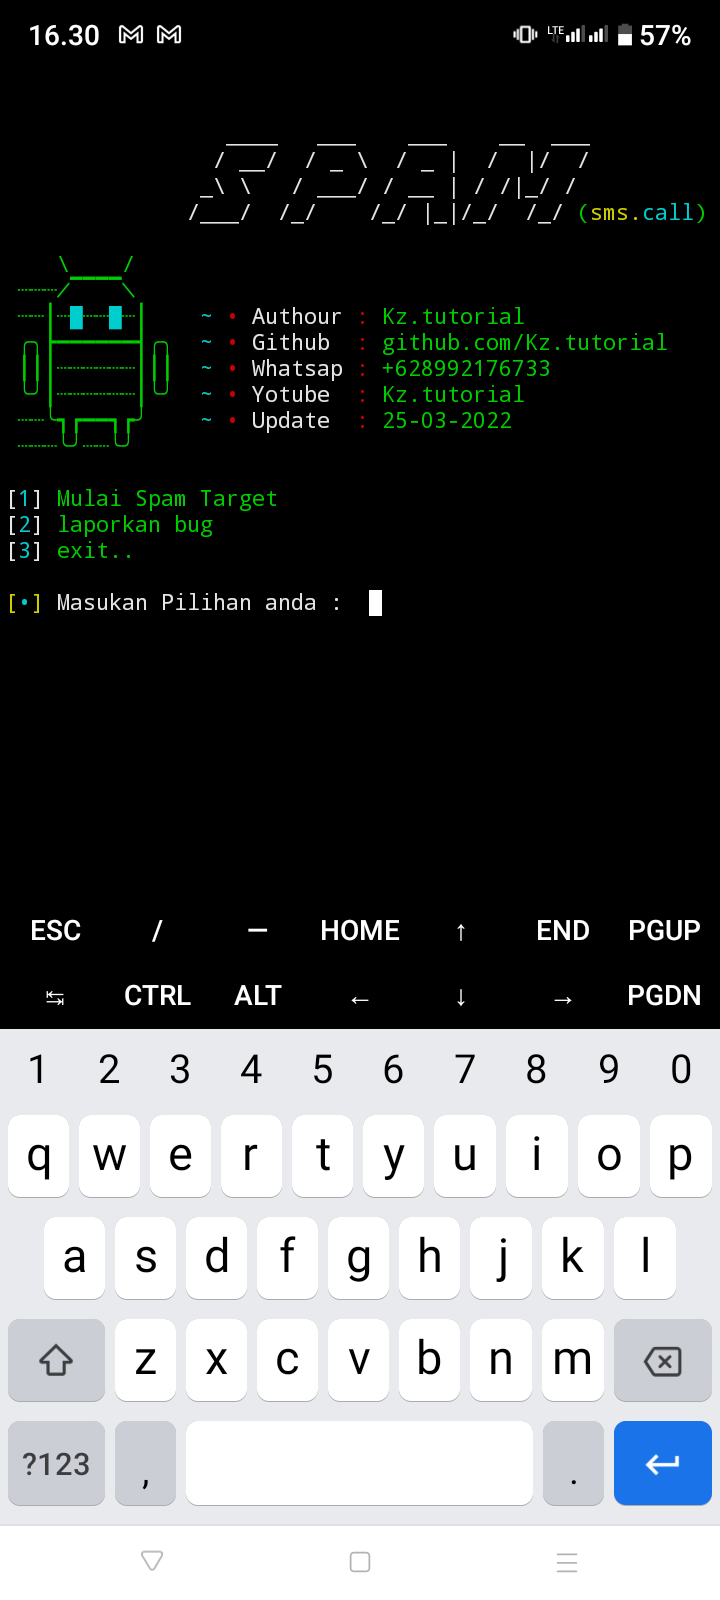 16.30 LTE 57%
SPAM (sms.call)
~ • Authour : Kz.tutorial
~ • Github : github.com/Kz.tutorial
~ • Whatsap : +628992176733
~ • Yotube : Kz.tutorial
~ • Update : 25-03-2022
[1] Mulai Spam Target
[2] laporkan bug
[3] exit..
[•] Masukan Pilihan anda :
ESC / — HOME ↑ END PGUP
↹ CTRL ALT ← ↓ → PGDN
1 2 3 4 5 6 7 8 9 0
q w e r t y u i o p
a s d f g h j k l
z x c v b n m
?123 , .